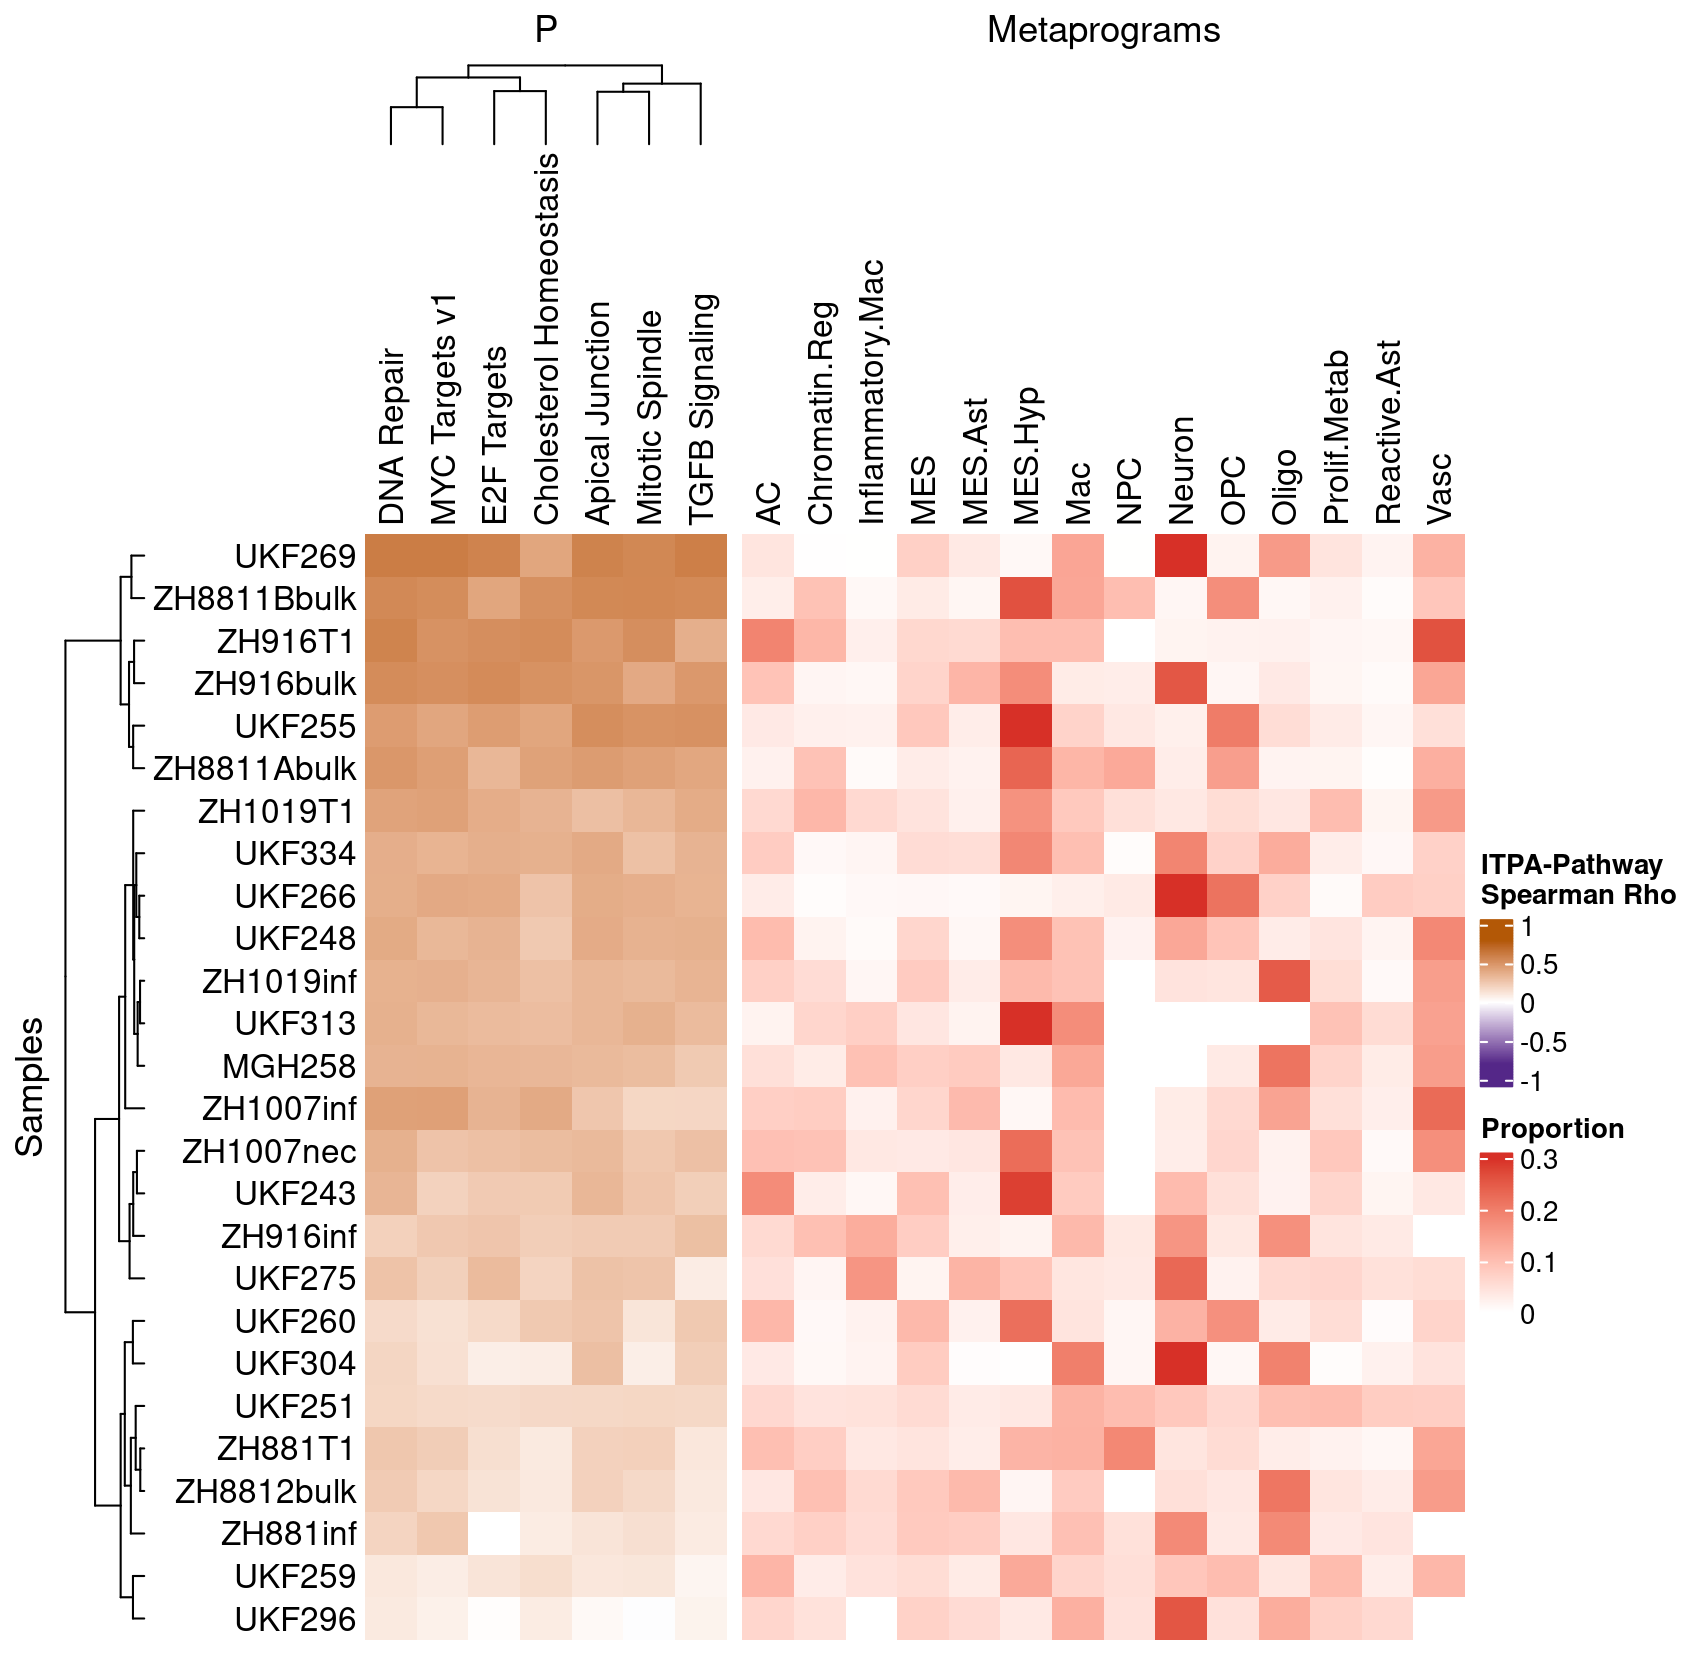 P
Metaprograms
DNA Repair
MYC Targets v1
E2F Targets
Cholesterol Homeostasis
Apical Junction
Mitotic Spindle
TGFB Signaling
AC
Chromatin.Reg
Inflammatory.Mac
MES
MES.Ast
MES.Hyp
Mac
NPC
Neuron
OPC
Oligo
Prolif.Metab
Reactive.Ast
Vasc
Samples
UKF269
ZH8811Bbulk
ZH916T1
ZH916bulk
UKF255
ZH8811Abulk
ZH1019T1
UKF334
UKF266
UKF248
ZH1019inf
UKF313
MGH258
ZH1007inf
ZH1007nec
UKF243
ZH916inf
UKF275
UKF260
UKF304
UKF251
ZH881T1
ZH8812bulk
ZH881inf
UKF259
UKF296
ITPA-Pathway
Spearman Rho
1
0.5
0
-0.5
-1
Proportion
0.3
0.2
0.1
0